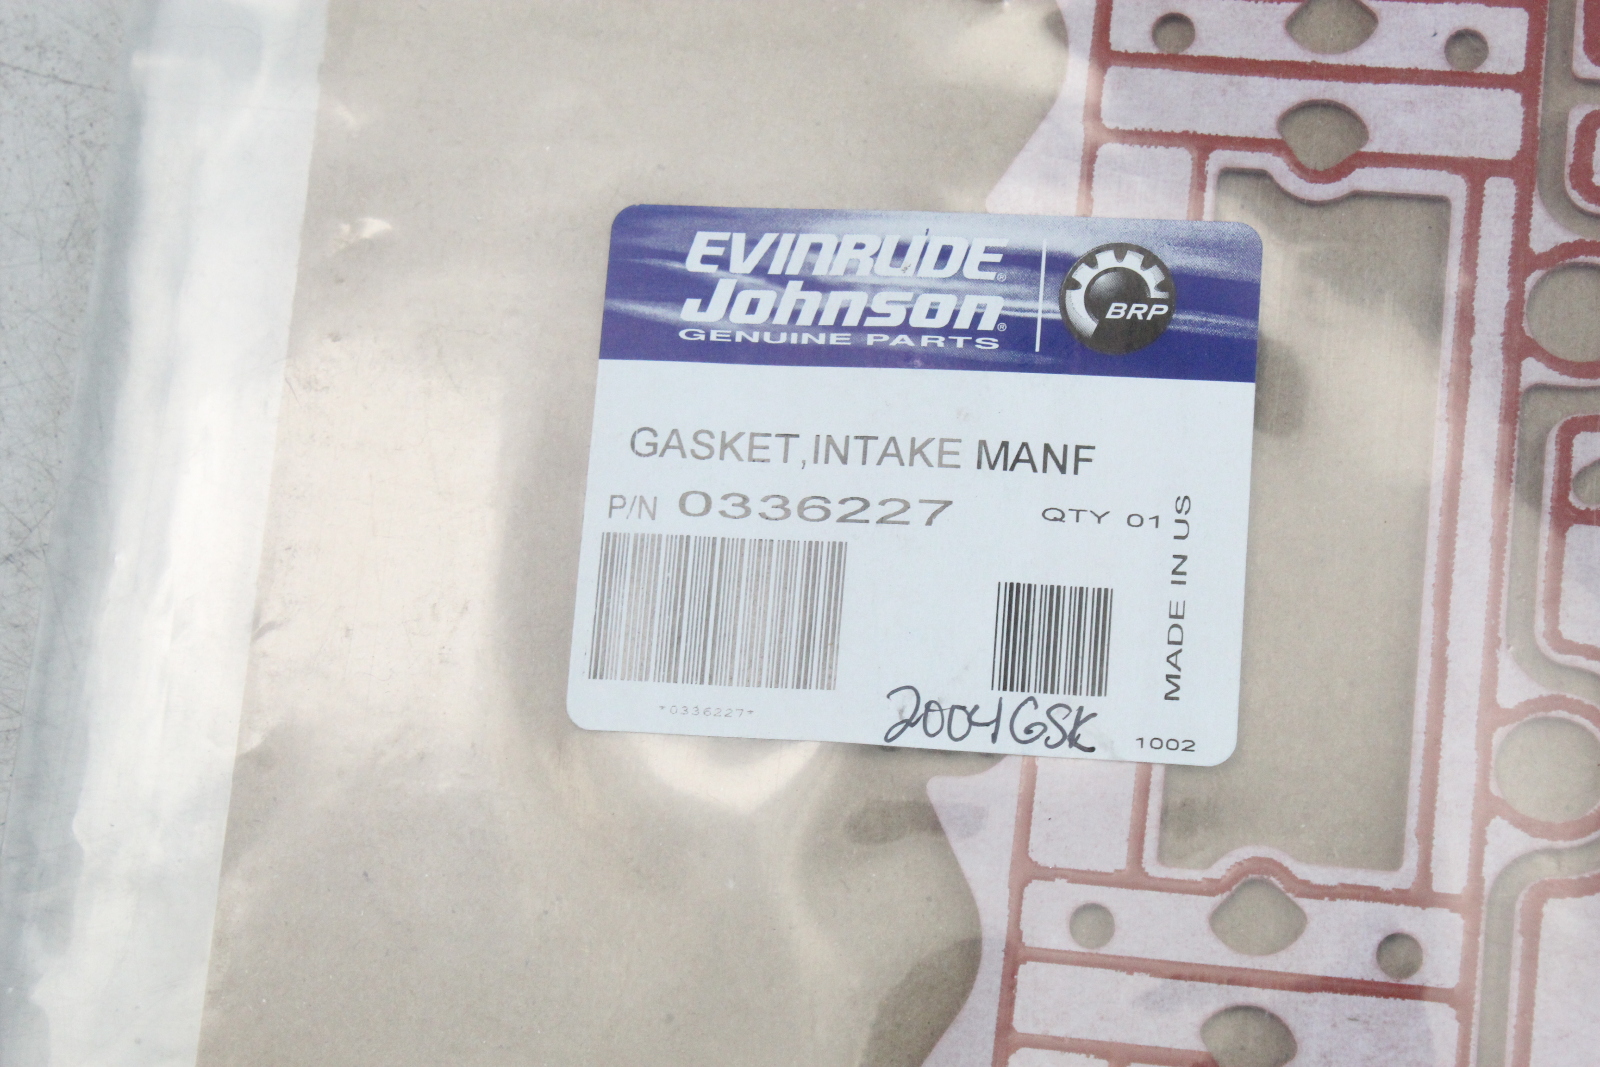 EVINRUDE®
Johnson®
GENUINE PARTS
BRP
GASKET,INTAKE MANF
P/N 0336227
QTY 01
MADE IN US
*0336227*
2004GSK
1002